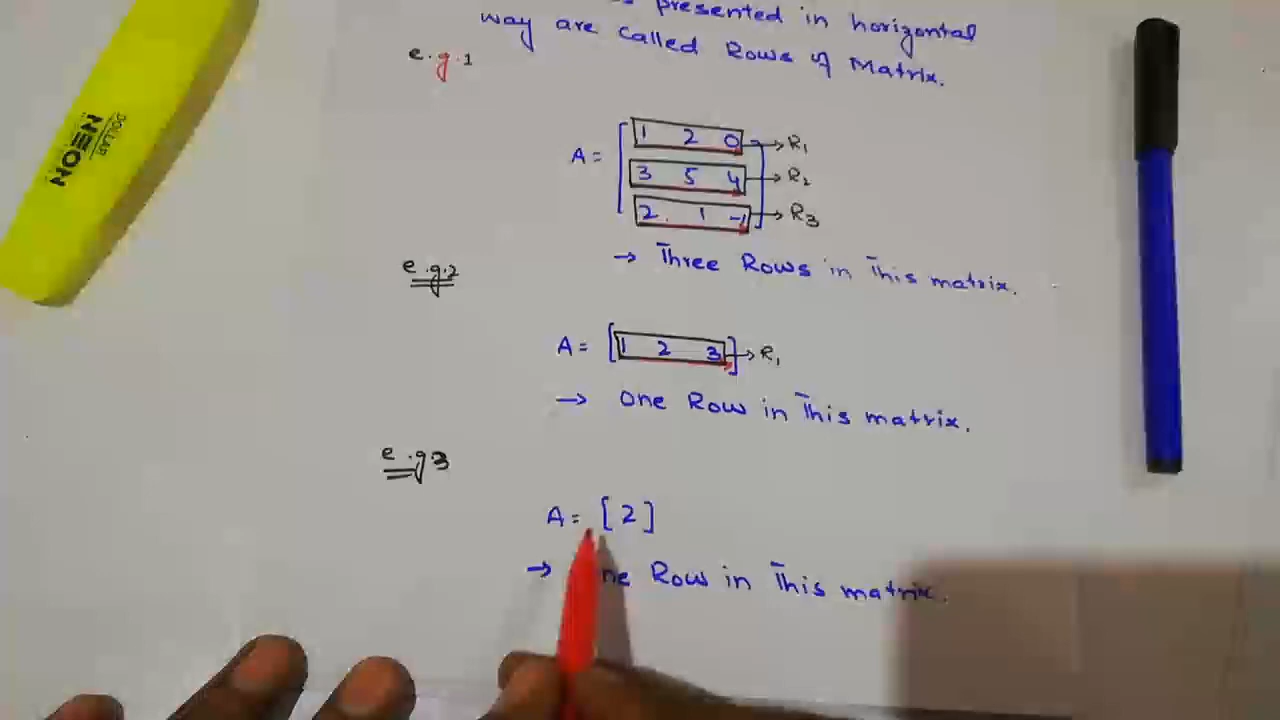 presented in horizontal
way are called Rows of Matrix.
e.g.1
A = [ 1 2 0 → R1
3 5 4 → R2
2 1 -1 ] → R3
→ Three Rows in This matrix.
e.g.2
A = [ 1 2 3 ] → R1
→ One Row in This matrix.
e.g3
A = [ 2 ]
→ ne Row in This matrix.
DOLLAR
NEON